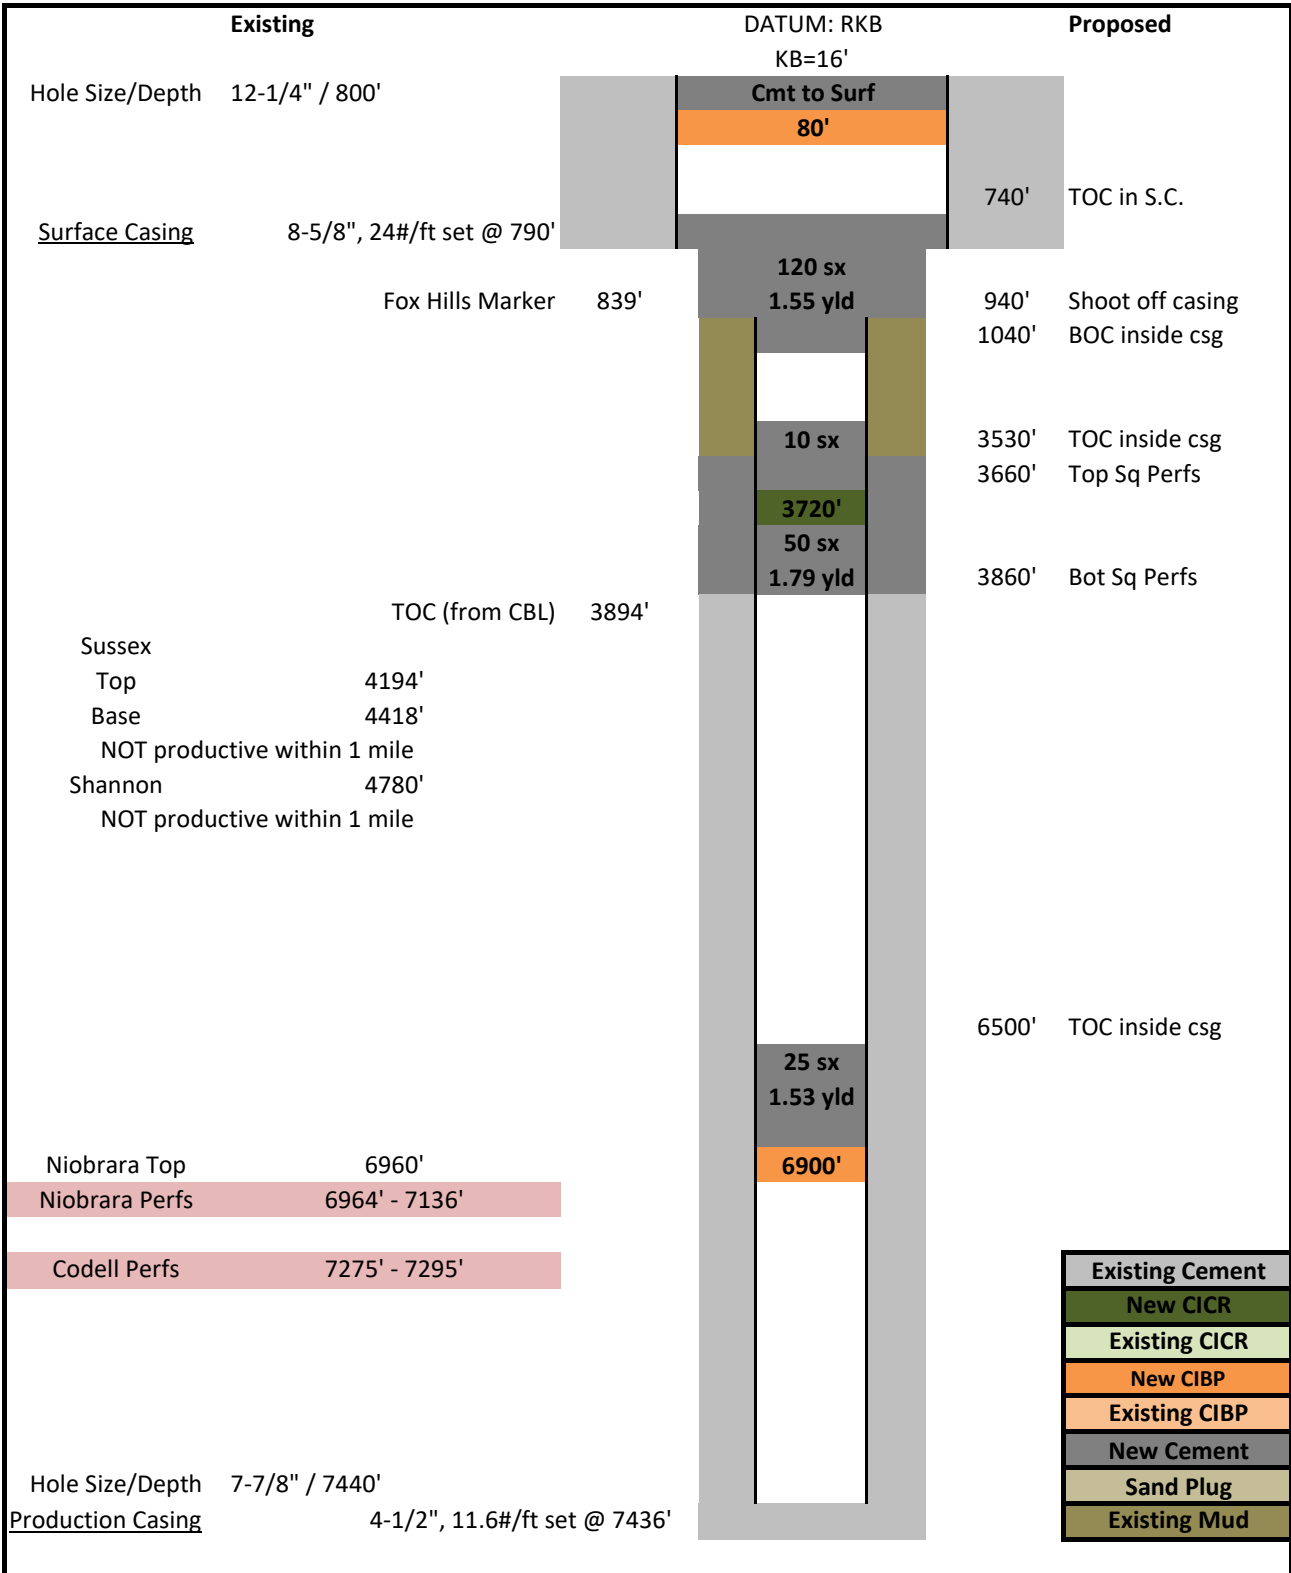 Existing DATUM: RKB Proposed
KB=16'
Hole Size/Depth 12-1/4" / 800' Cmt to Surf
80'
740' TOC in S.C.
Surface Casing 8-5/8", 24#/ft set @ 790'
120 sx
Fox Hills Marker 839' 1.55 yld 940' Shoot off casing
1040' BOC inside csg
10 sx 3530' TOC inside csg
3660' Top Sq Perfs
3720'
50 sx
1.79 yld 3860' Bot Sq Perfs
TOC (from CBL) 3894'
Sussex
Top 4194'
Base 4418'
NOT productive within 1 mile
Shannon 4780'
NOT productive within 1 mile
6500' TOC inside csg
25 sx
1.53 yld
Niobrara Top 6960' 6900'
Niobrara Perfs 6964' - 7136'
Codell Perfs 7275' - 7295' Existing Cement
New CICR
Existing CICR
New CIBP
Existing CIBP
New Cement
Hole Size/Depth 7-7/8" / 7440' Sand Plug
Production Casing 4-1/2", 11.6#/ft set @ 7436' Existing Mud